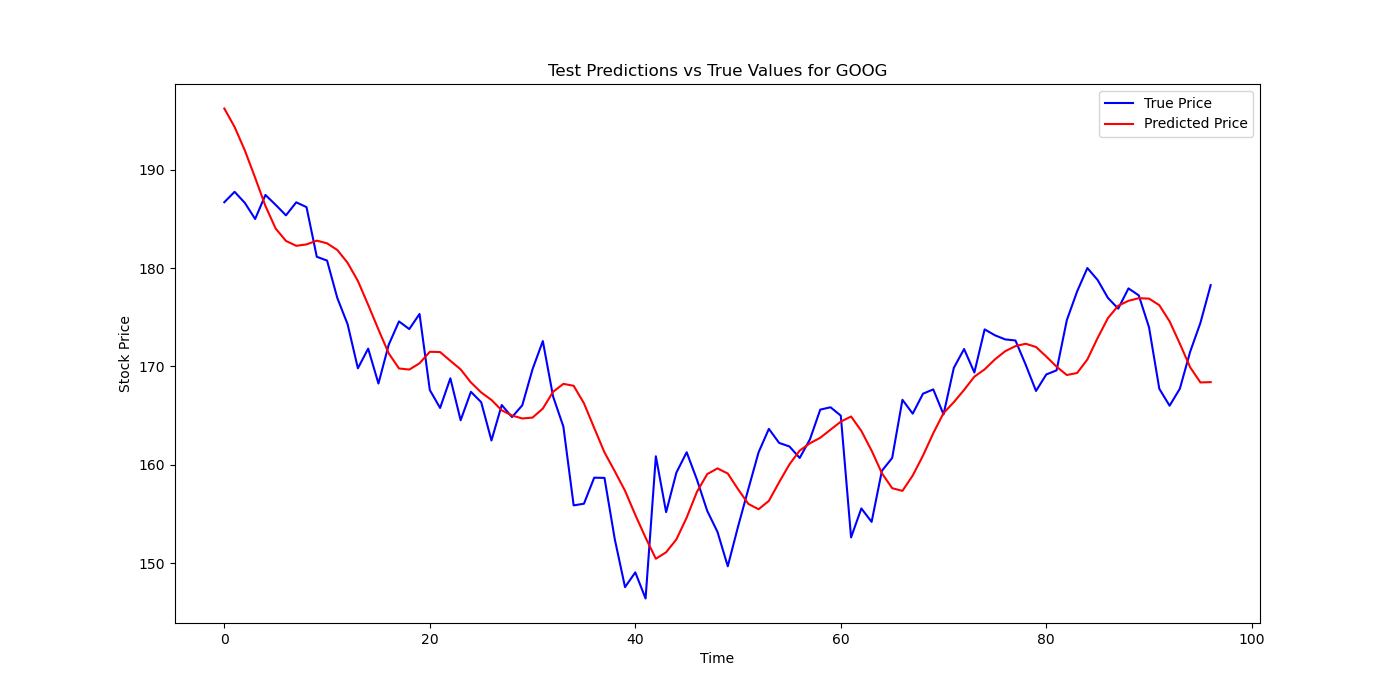 Test Predictions vs True Values for GOOG
True Price
Predicted Price
190
180
170
160
150
Stock Price
0 20 40 60 80 100
Time